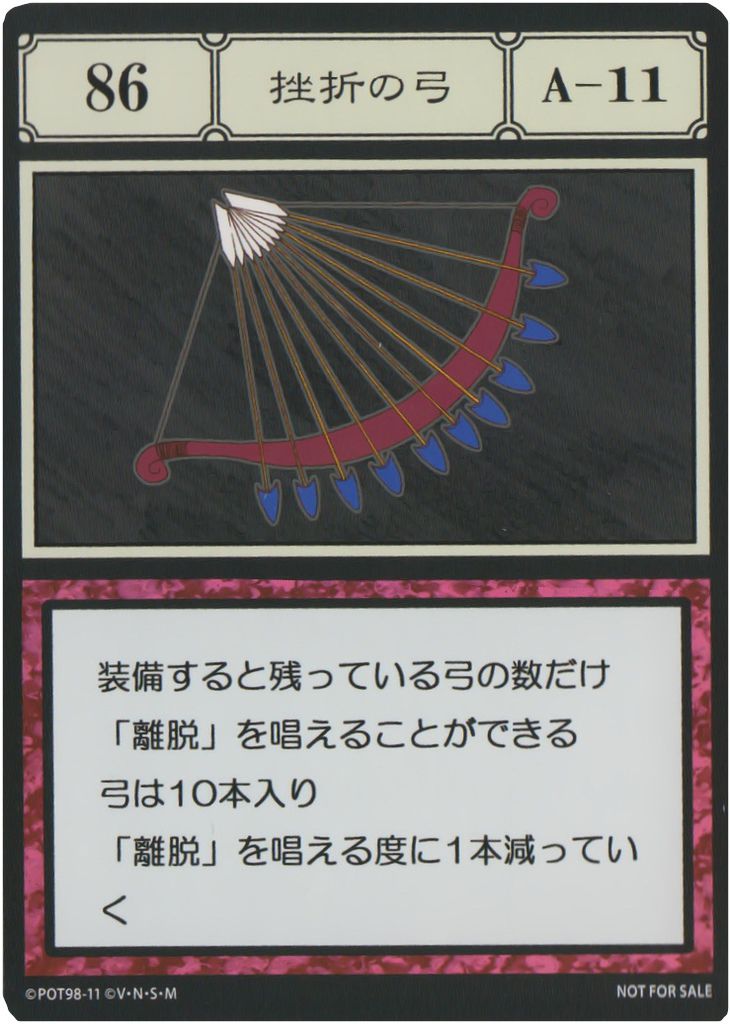 86
挫折の弓
A-11
装備すると残っている弓の数だけ
「離脱」を唱えることができる
弓は10本入り
「離脱」を唱える度に1本減ってい
く
©POT98-11 ©V・N・S・M
NOT FOR SALE